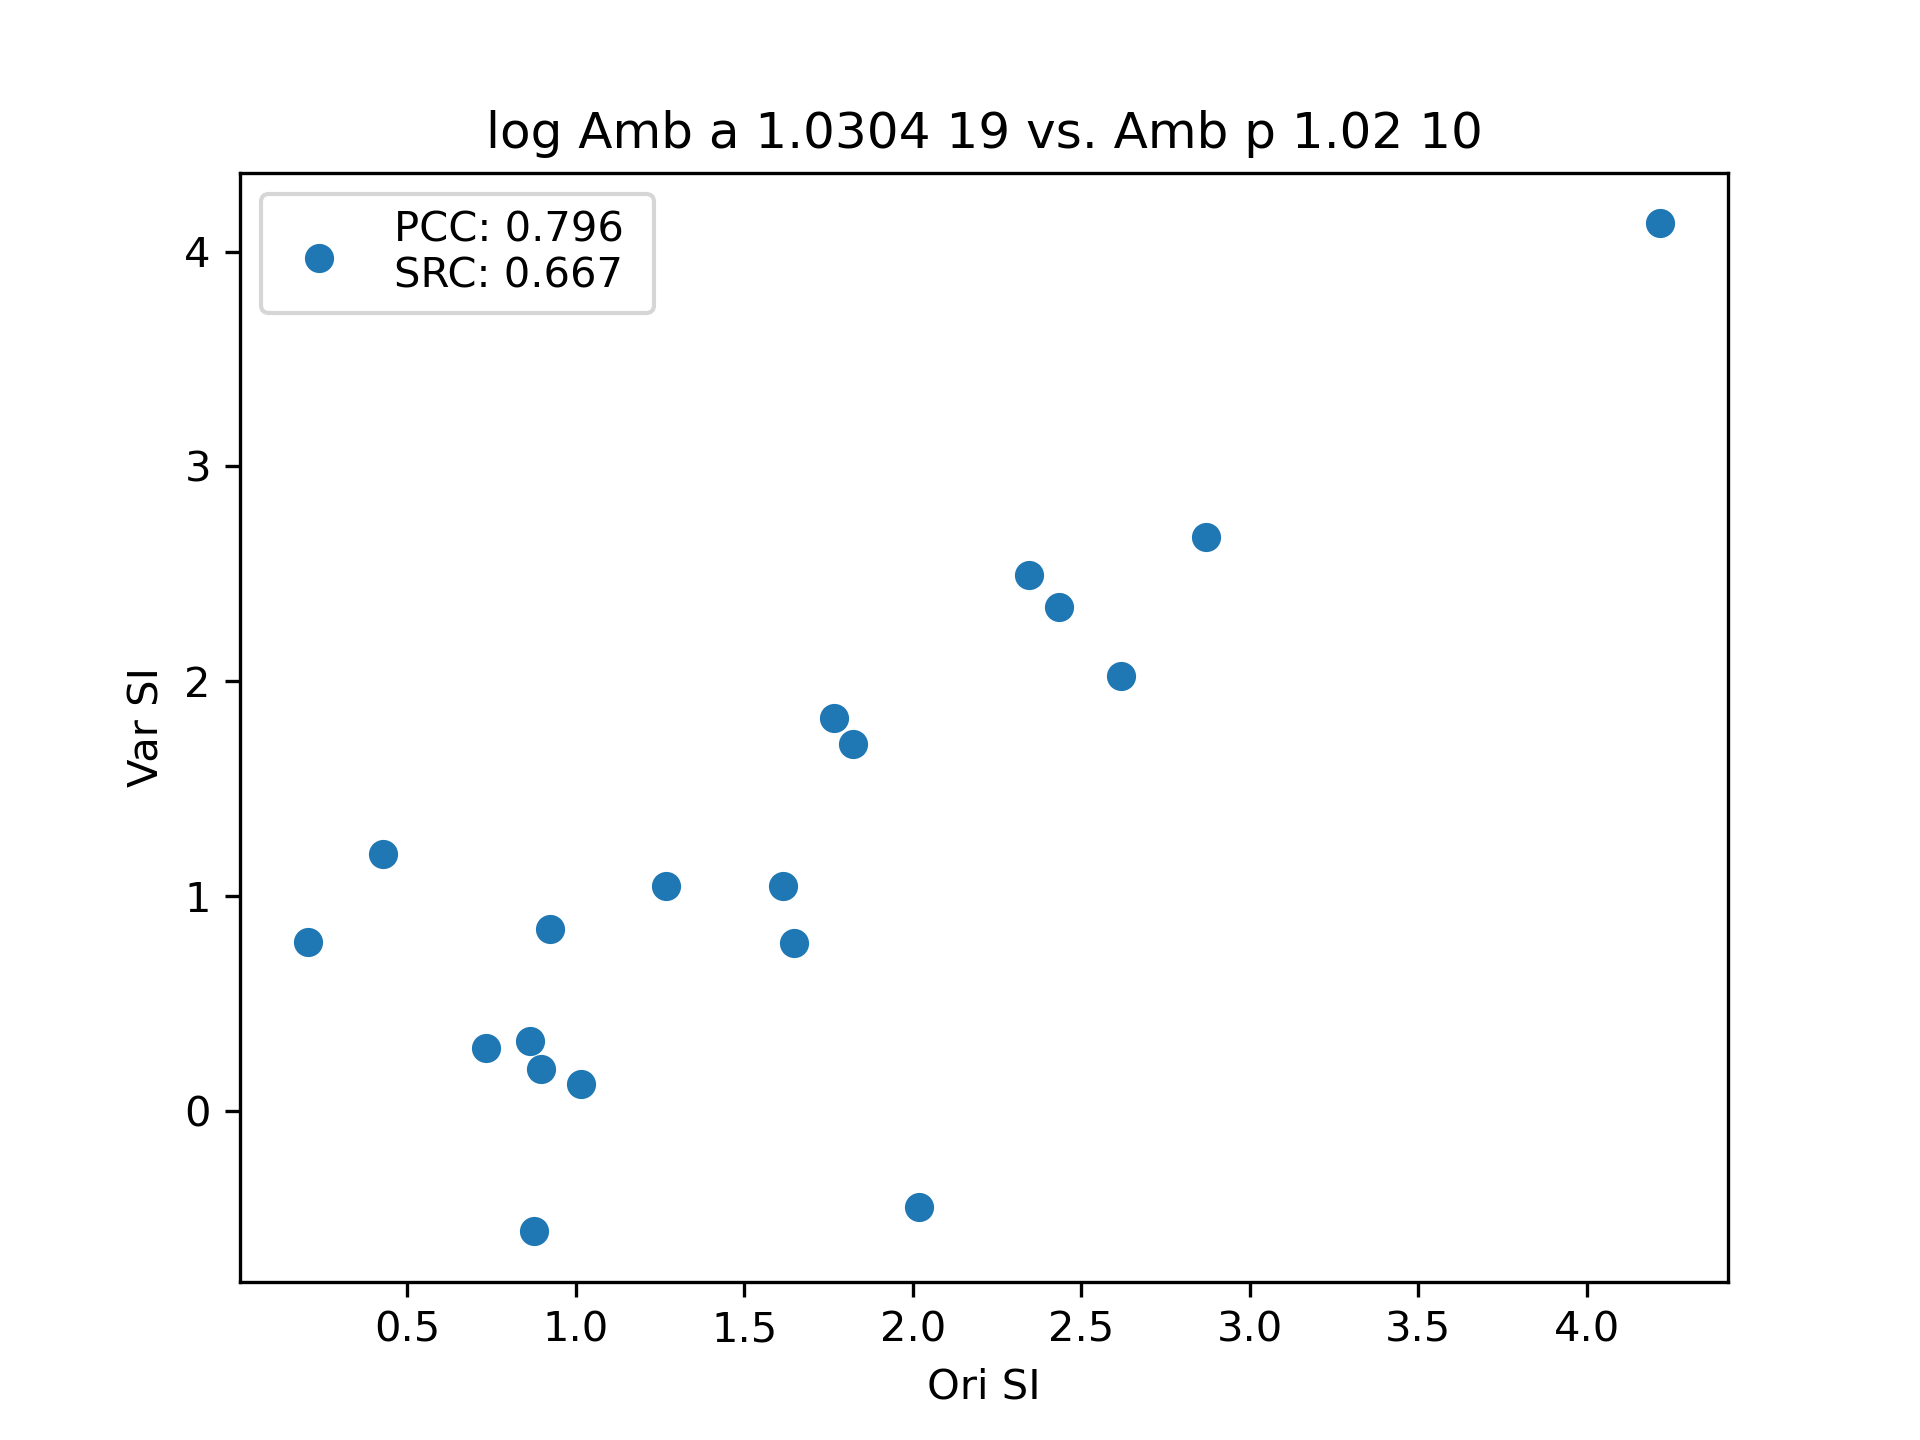 log Amb a 1.0304 19 vs. Amb p 1.02 10
PCC: 0.796
SRC: 0.667
4
3
2
1
0
Var SI
0.5 1.0 1.5 2.0 2.5 3.0 3.5 4.0
Ori SI